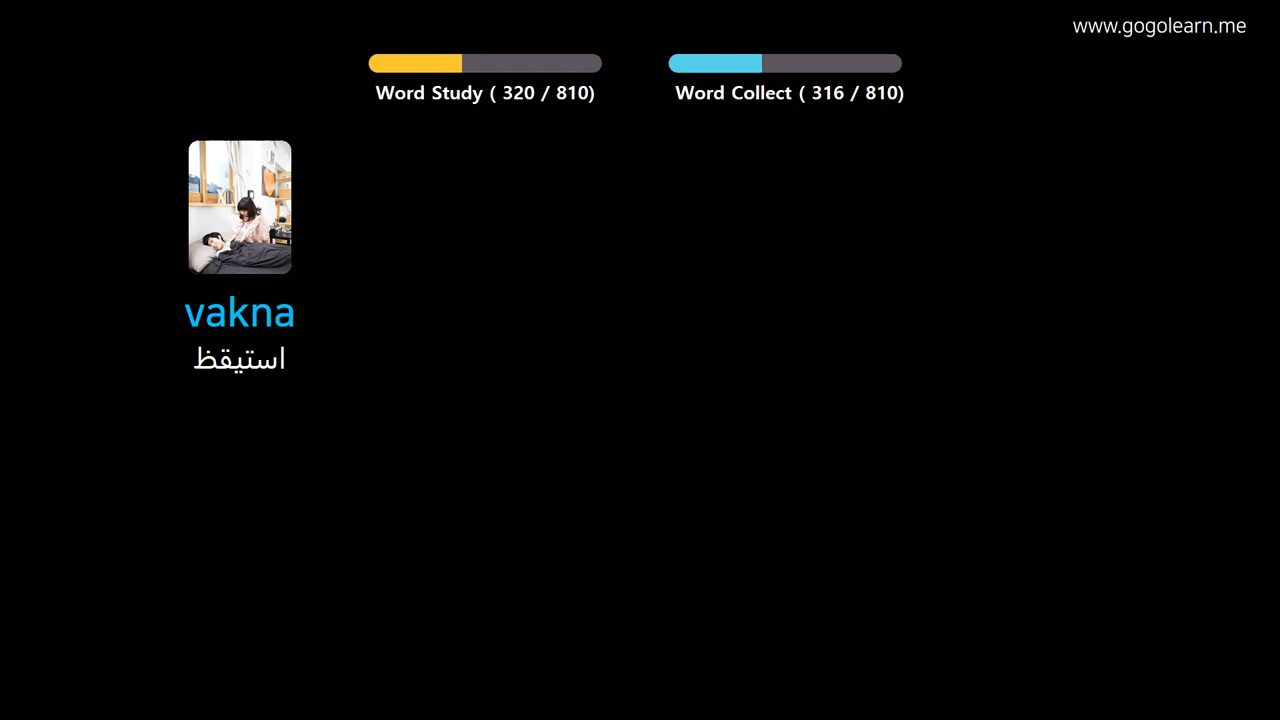 www.gogolearn.me
Word Study ( 320 / 810)
Word Collect ( 316 / 810)
vakna
استيقظ